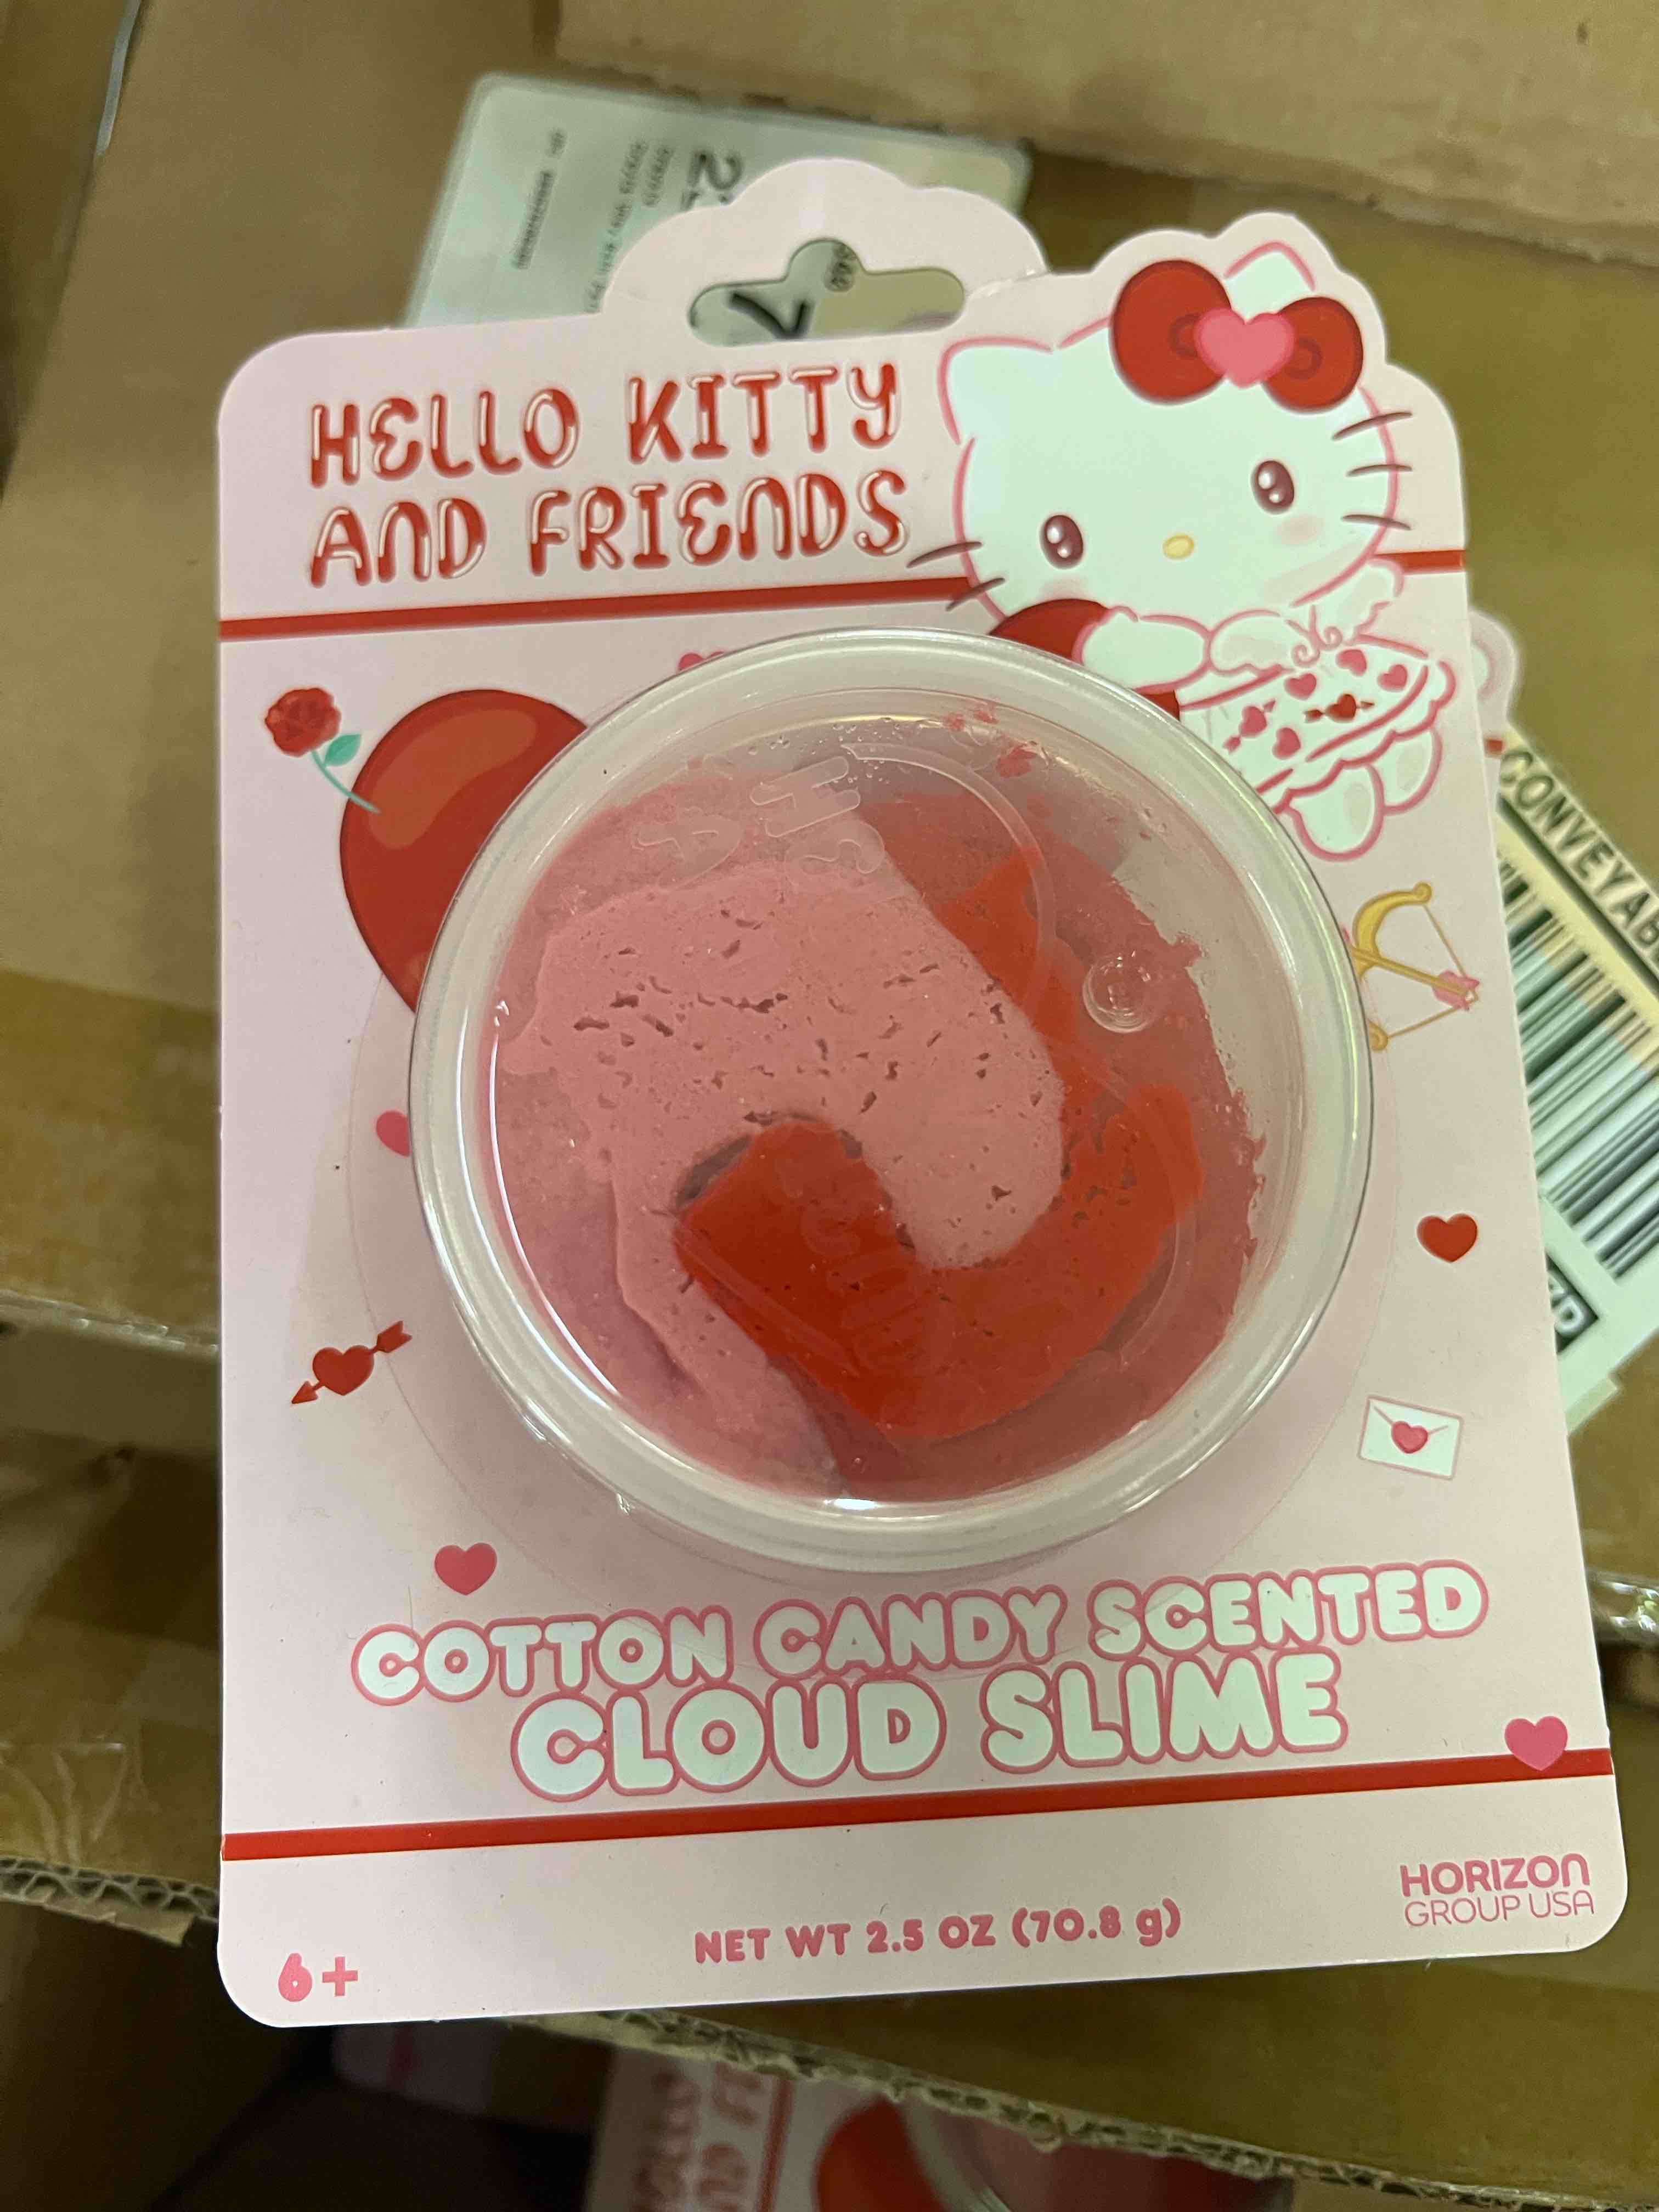 HELLO KITTY
AND FRIENDS
CONVEYAB
COTTON CANDY SCENTED
CLOUD SLIME
HORIZON
GROUP USA
NET WT 2.5 OZ (70.8 g)
6+